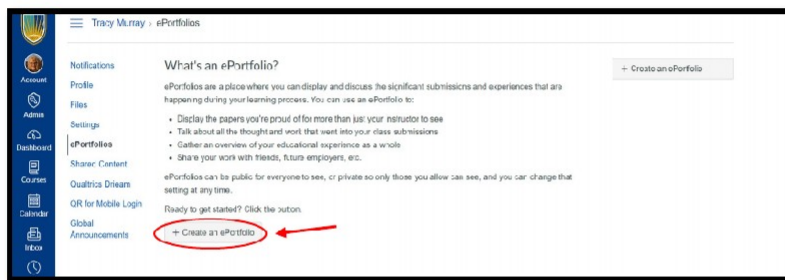 Tracy Murray › ePortfolios
Account
Admin
Dashboard
Courses
Calendar
Inbox
Notifications
Profile
Files
Settings
ePortfolios
Shared Content
Qualtrics Dream
QR for Mobile Login
Global
Announcements
What's an ePortfolio?
ePortfolios are a place where you can display and discuss the significant submissions and experiences that are
happening during your learning process. You can use an ePortfolio to:
• Display the papers you're proud of for more than just your instructor to see
• Talk about all the thought and work that went into your class submissions
• Gather an overview of your educational experience as a whole
• Share your work with friends, future employers, etc.
ePortfolios can be public for everyone to see, or private so only those you allow can see, and you can change that
setting at any time.
Ready to get started? Click the button.
+ Create an ePortfolio
+ Create an ePortfolio